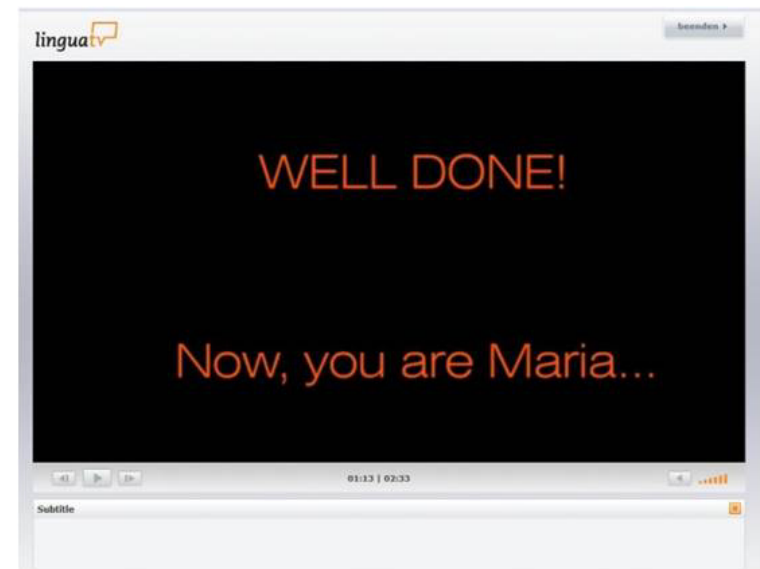 linguatv
beenden
WELL DONE!
Now, you are Maria...
01:13 | 02:33
Subtitle